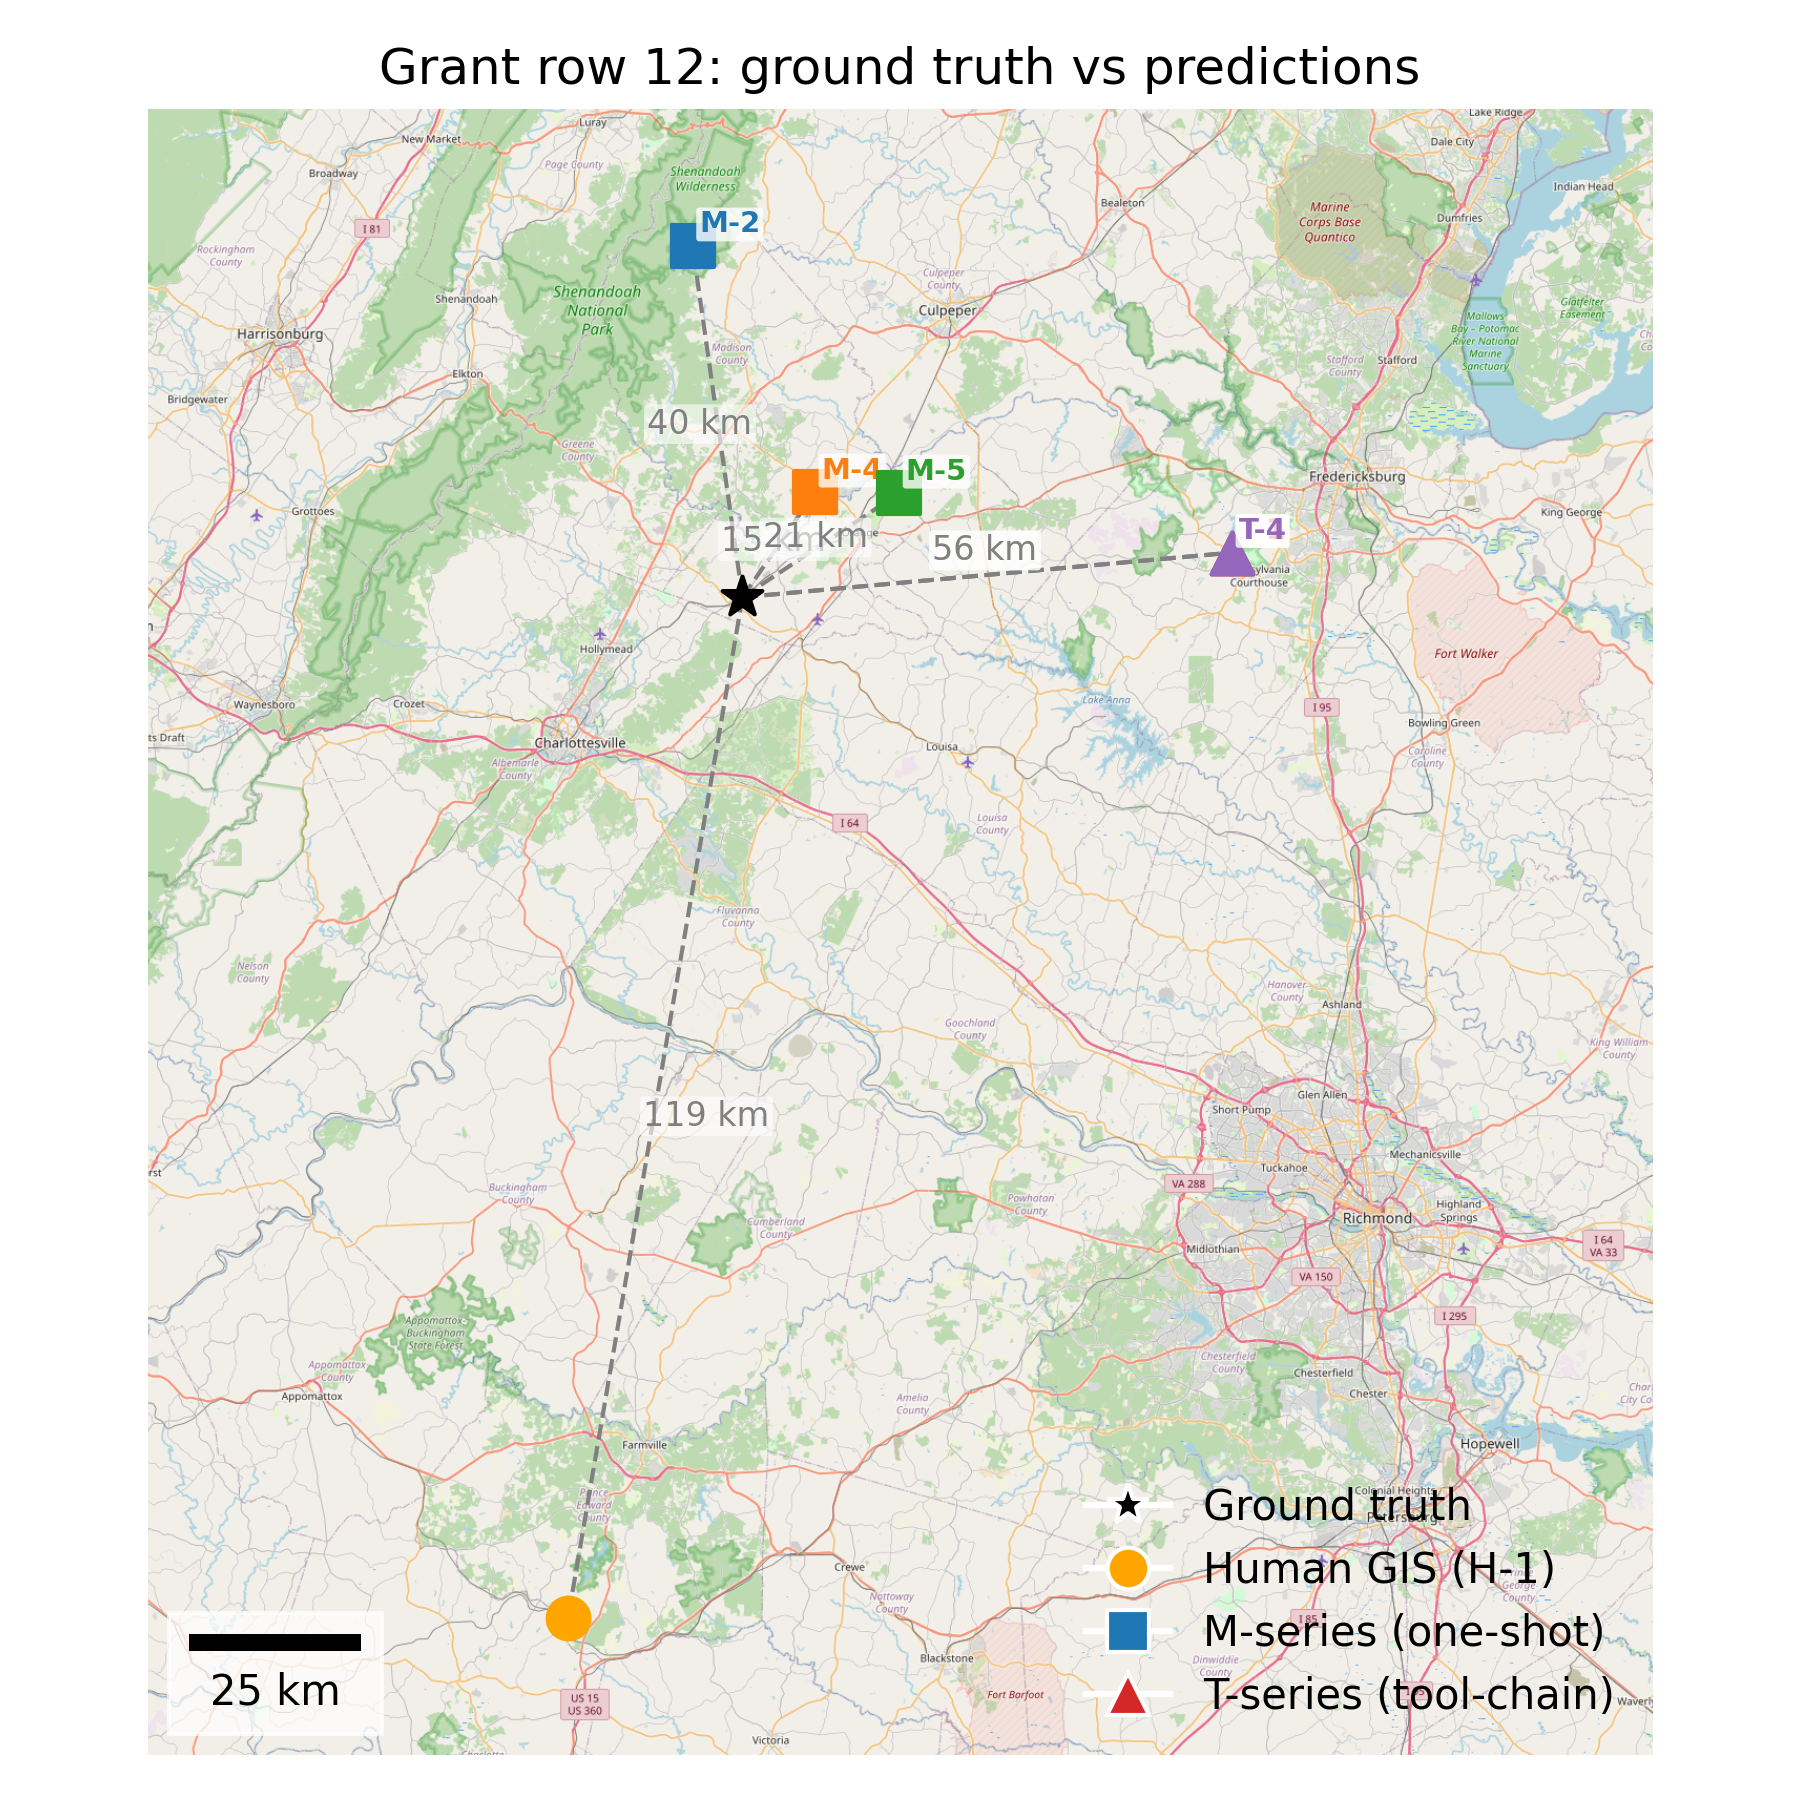 Grant row 12: ground truth vs predictions
Luray
New Market
Lake Ridge
Dale City
Page County
Broadway
Shenandoah
Wilderness
Indian Head
Bealeton
Marine
Corps Base
Quantico
Dumfries
M-2
I 81
Rockingham
County
Culpeper
County
Shenandoah
Shenandoah
National
Park
Culpeper
Mallows
Bay – Potomac
River National
Marine
Sanctuary
Glatfelter
Easement
Harrisonburg
Madison
County
Stafford
County
Stafford
Elkton
Bridgewater
40 km
Greene
County
M-4
M-5
Fredericksburg
Grottoes
King George
T-4
15
21 km
56 km
Courthouse
Hollymead
Fort Walker
Waynesboro
Crozet
Lake Anna
I 95
Bowling Green
ts Draft
Charlottesville
Louisa
Caroline
County
Albemarle
County
I 64
Louisa
County
Fluvanna
County
Nelson
County
Hanover
County
Ashland
Goochland
County
King William
County
119 km
Short Pump
Glen Allen
Mechanicsville
rst
Tuckahoe
VA 288
Buckingham
County
Powhatan
County
Highland
Springs
Cumberland
County
Richmond
Midlothian
I 64
VA 33
VA 150
I 295
Appomattox-
Buckingham
State Forest
Appomattox
County
Chesterfield
County
Chesterfield
Appomattox
Amelia
County
Chester
Charl
City Co
Farmville
Hopewell
Prince
Edward
County
Colonial Heights
Petersburg
Ground truth
Crewe
Human GIS (H-1)
Nottoway
County
I 85
M-series (one-shot)
Blackstone
Dinwiddie
County
25 km
US 15
US 360
Fort Barfoot
T-series (tool-chain)
Waverly
Victoria